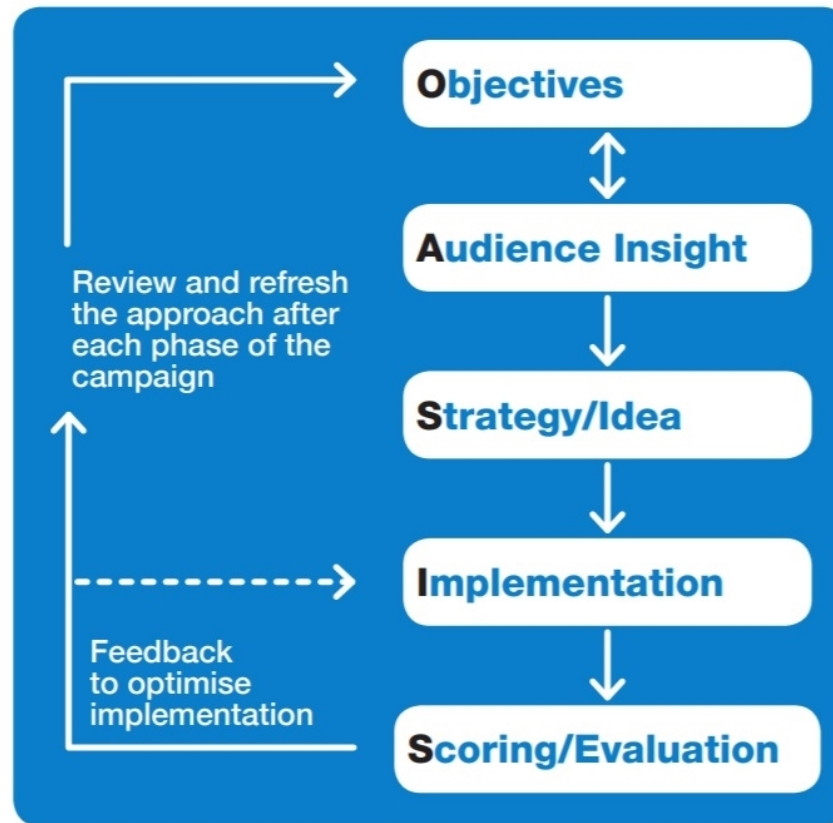 Objectives
Audience Insight
Review and refresh
the approach after
each phase of the
campaign
Strategy/Idea
Implementation
Feedback
to optimise
implementation
Scoring/Evaluation